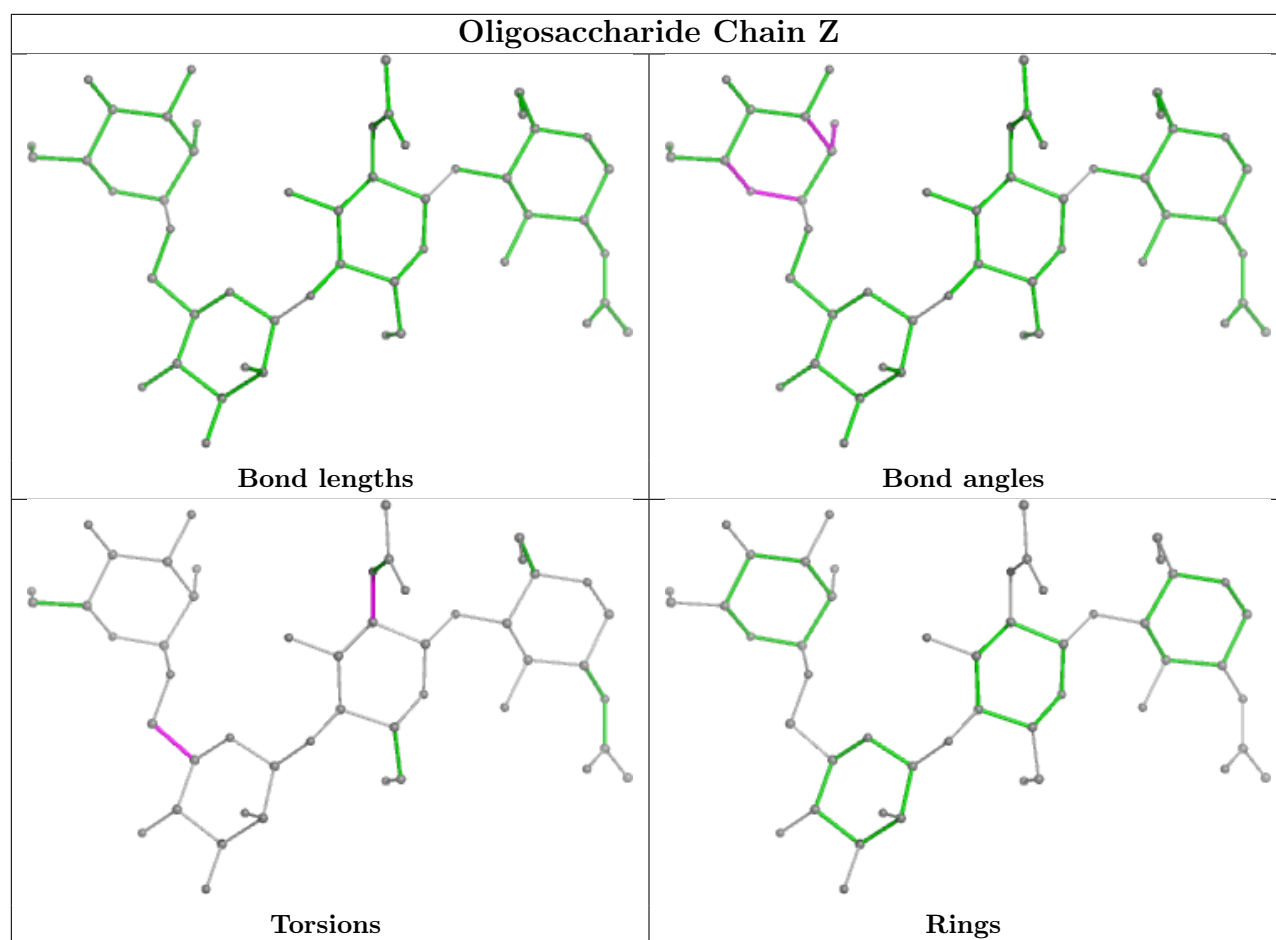 Oligosaccharide Chain Z
Bond lengths
Bond angles
Torsions
Rings